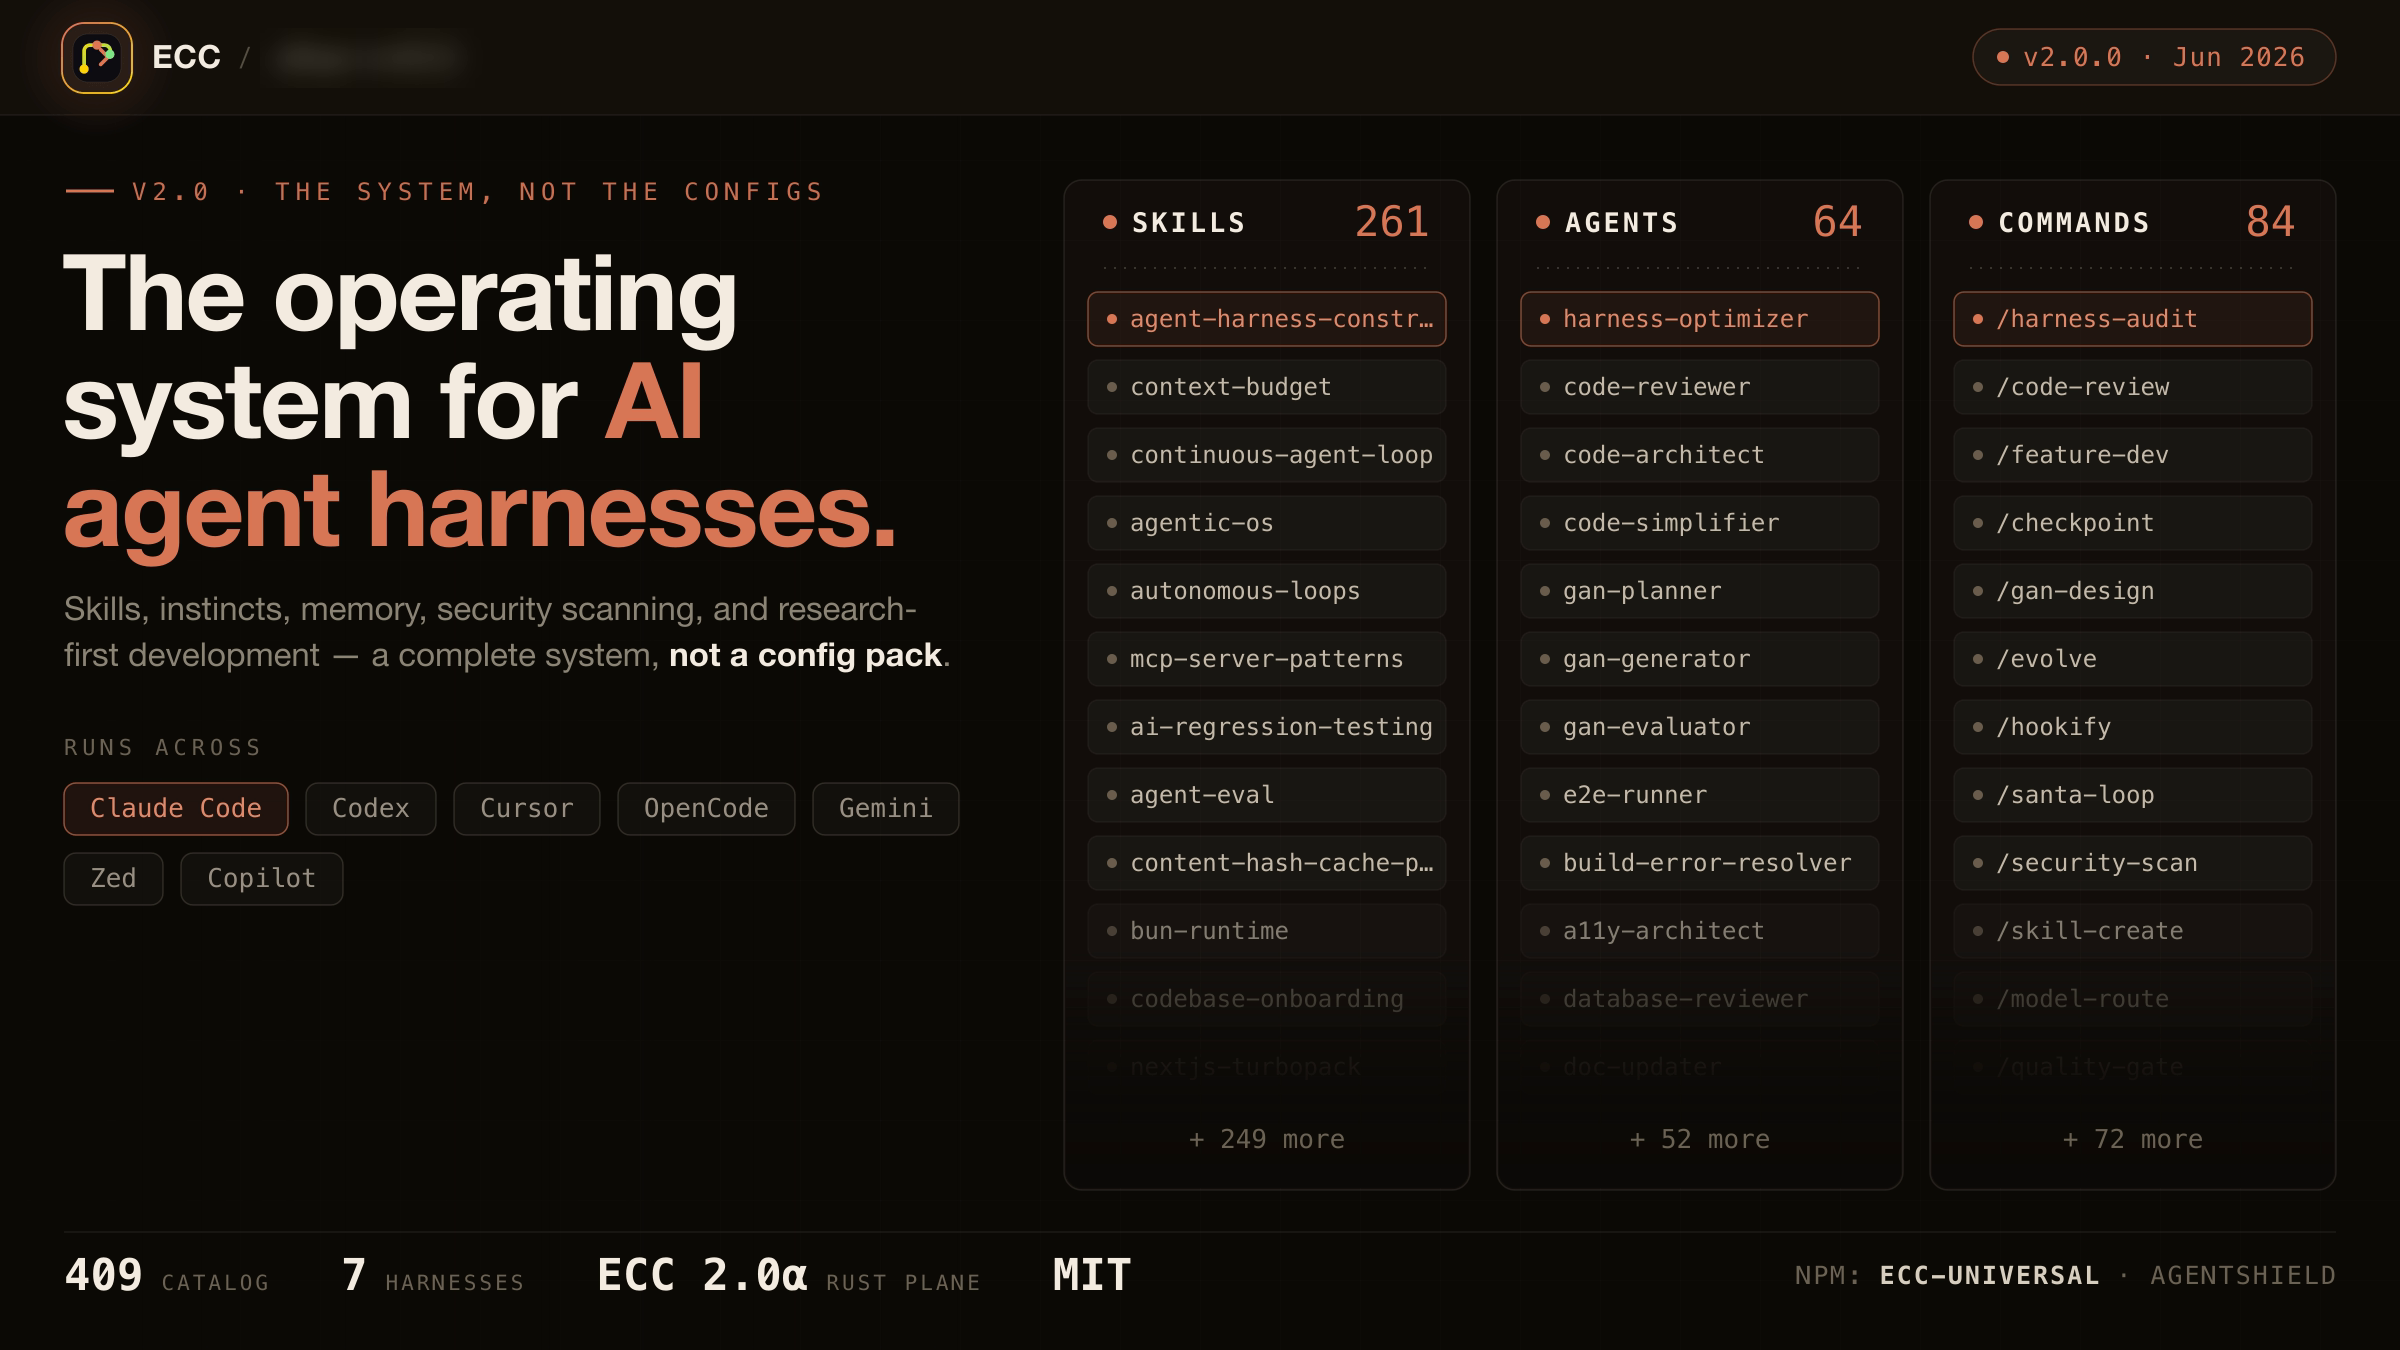 ECC /
v2.0.0 · Jun 2026
V2.0 · THE SYSTEM, NOT THE CONFIGS
The operating
system for AI
agent harnesses.
Skills, instincts, memory, security scanning, and research-
first development — a complete system, not a config pack.
RUNS ACROSS
Claude Code
Codex
Cursor
OpenCode
Gemini
Zed
Copilot
SKILLS 261
agent-harness-constr…
context-budget
continuous-agent-loop
agentic-os
autonomous-loops
mcp-server-patterns
ai-regression-testing
agent-eval
content-hash-cache-p…
bun-runtime
codebase-onboarding
nextjs-turbopack
+ 249 more
AGENTS 64
harness-optimizer
code-reviewer
code-architect
code-simplifier
gan-planner
gan-generator
gan-evaluator
e2e-runner
build-error-resolver
a11y-architect
database-reviewer
doc-updater
+ 52 more
COMMANDS 84
/harness-audit
/code-review
/feature-dev
/checkpoint
/gan-design
/evolve
/hookify
/santa-loop
/security-scan
/skill-create
/model-route
/quality-gate
+ 72 more
409 CATALOG
7 HARNESSES
ECC 2.0α RUST PLANE
MIT
NPM: ECC-UNIVERSAL · AGENTSHIELD